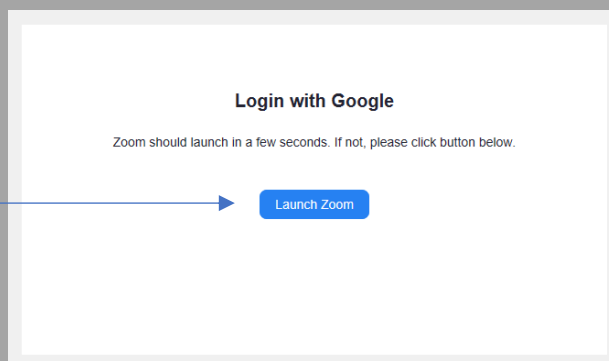 Login with Google
Zoom should launch in a few seconds. If not, please click button below.
Launch Zoom